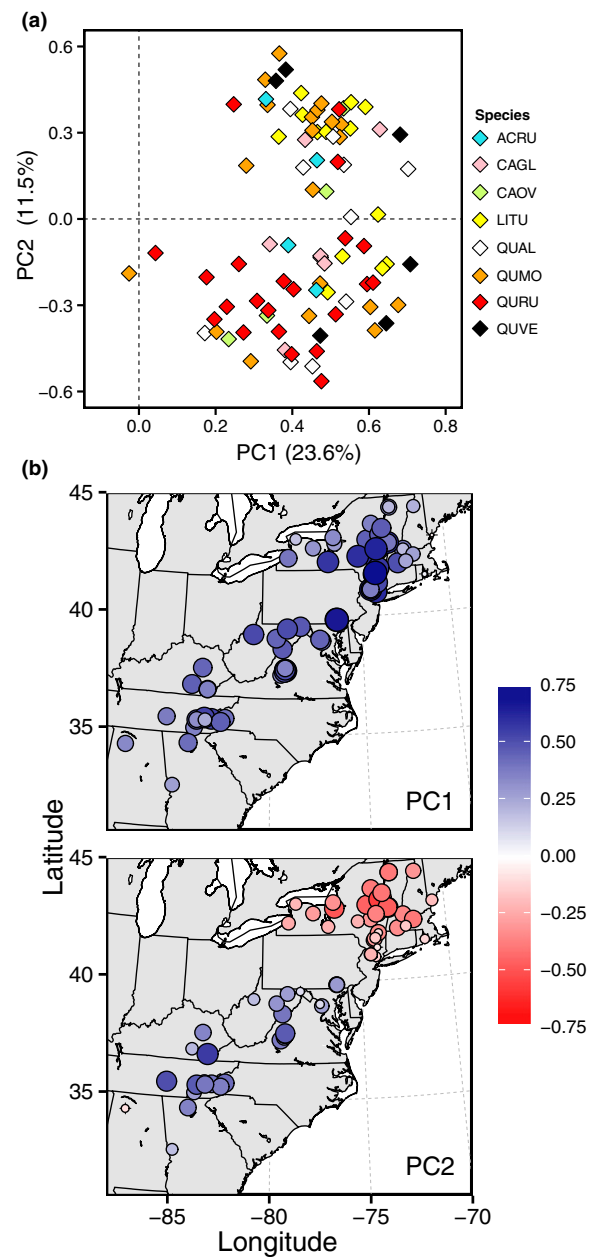 (a)
0.6
0.3
0.0
−0.3
−0.6
PC2 (11.5%)
0.0
0.2
0.4
0.6
0.8
PC1 (23.6%)
Species
ACRU
CAGL
CAOV
LITU
QUAL
QUMO
QURU
QUVE
(b)
45
40
35
PC1
45
40
35
PC2
Latitude
−85
−80
−75
−70
Longitude
0.75
0.50
0.25
0.00
−0.25
−0.50
−0.75